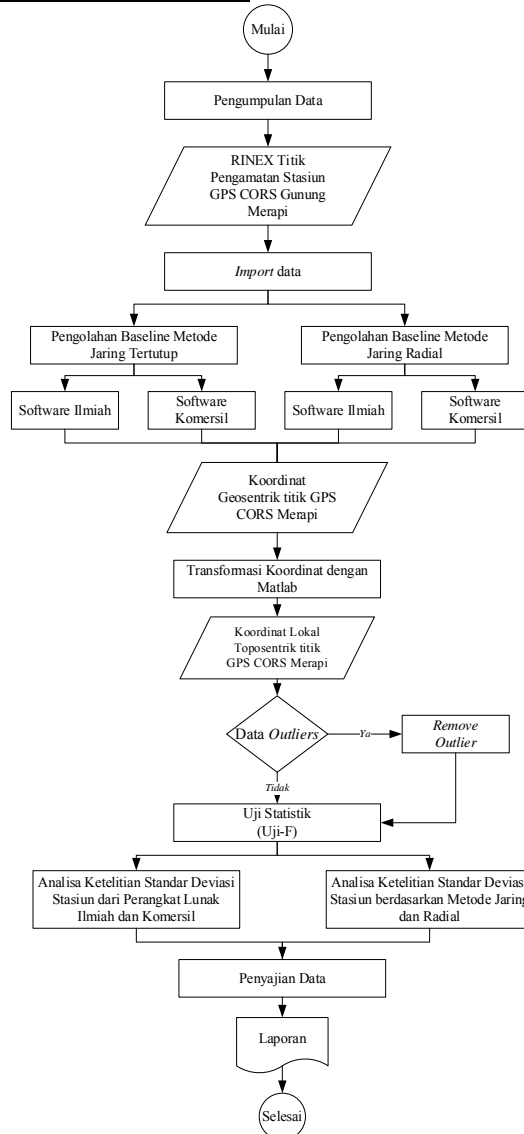 Mulai
Pengumpulan Data
RINEX Titik
Pengamatan Stasiun
GPS CORS Gunung
Merapi
Import data
Pengolahan Baseline Metode
Jaring Tertutup
Pengolahan Baseline Metode
Jaring Radial
Software Ilmiah
Software
Komersil
Software Ilmiah
Software
Komersil
Koordinat
Geosentrik titik GPS
CORS Merapi
Transformasi Koordinat dengan
Matlab
Koordinat Lokal
Toposentrik titik
GPS CORS Merapi
Data Outliers
Ya
Remove
Outlier
Tidak
Uji Statistik
(Uji-F)
Analisa Ketelitian Standar Deviasi
Stasiun dari Perangkat Lunak
Ilmiah dan Komersil
Analisa Ketelitian Standar Devias
Stasiun berdasarkan Metode Jaring
dan Radial
Penyajian Data
Laporan
Selesai